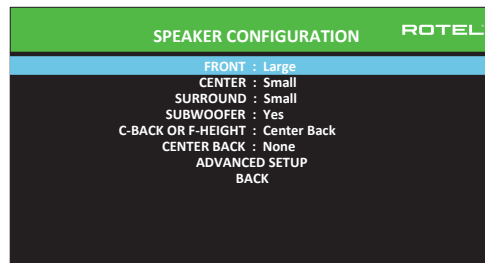 SPEAKER CONFIGURATION ROTEL
FRONT : Large
CENTER : Small
SURROUND : Small
SUBWOOFER : Yes
C-BACK OR F-HEIGHT : Center Back
CENTER BACK : None
ADVANCED SETUP
BACK